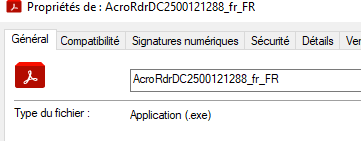 Propriétés de : AcroRdrDC2500121288_fr_FR
Général Compatibilité Signatures numériques Sécurité Détails
AcroRdrDC2500121288_fr_FR
Type du fichier : Application (.exe)